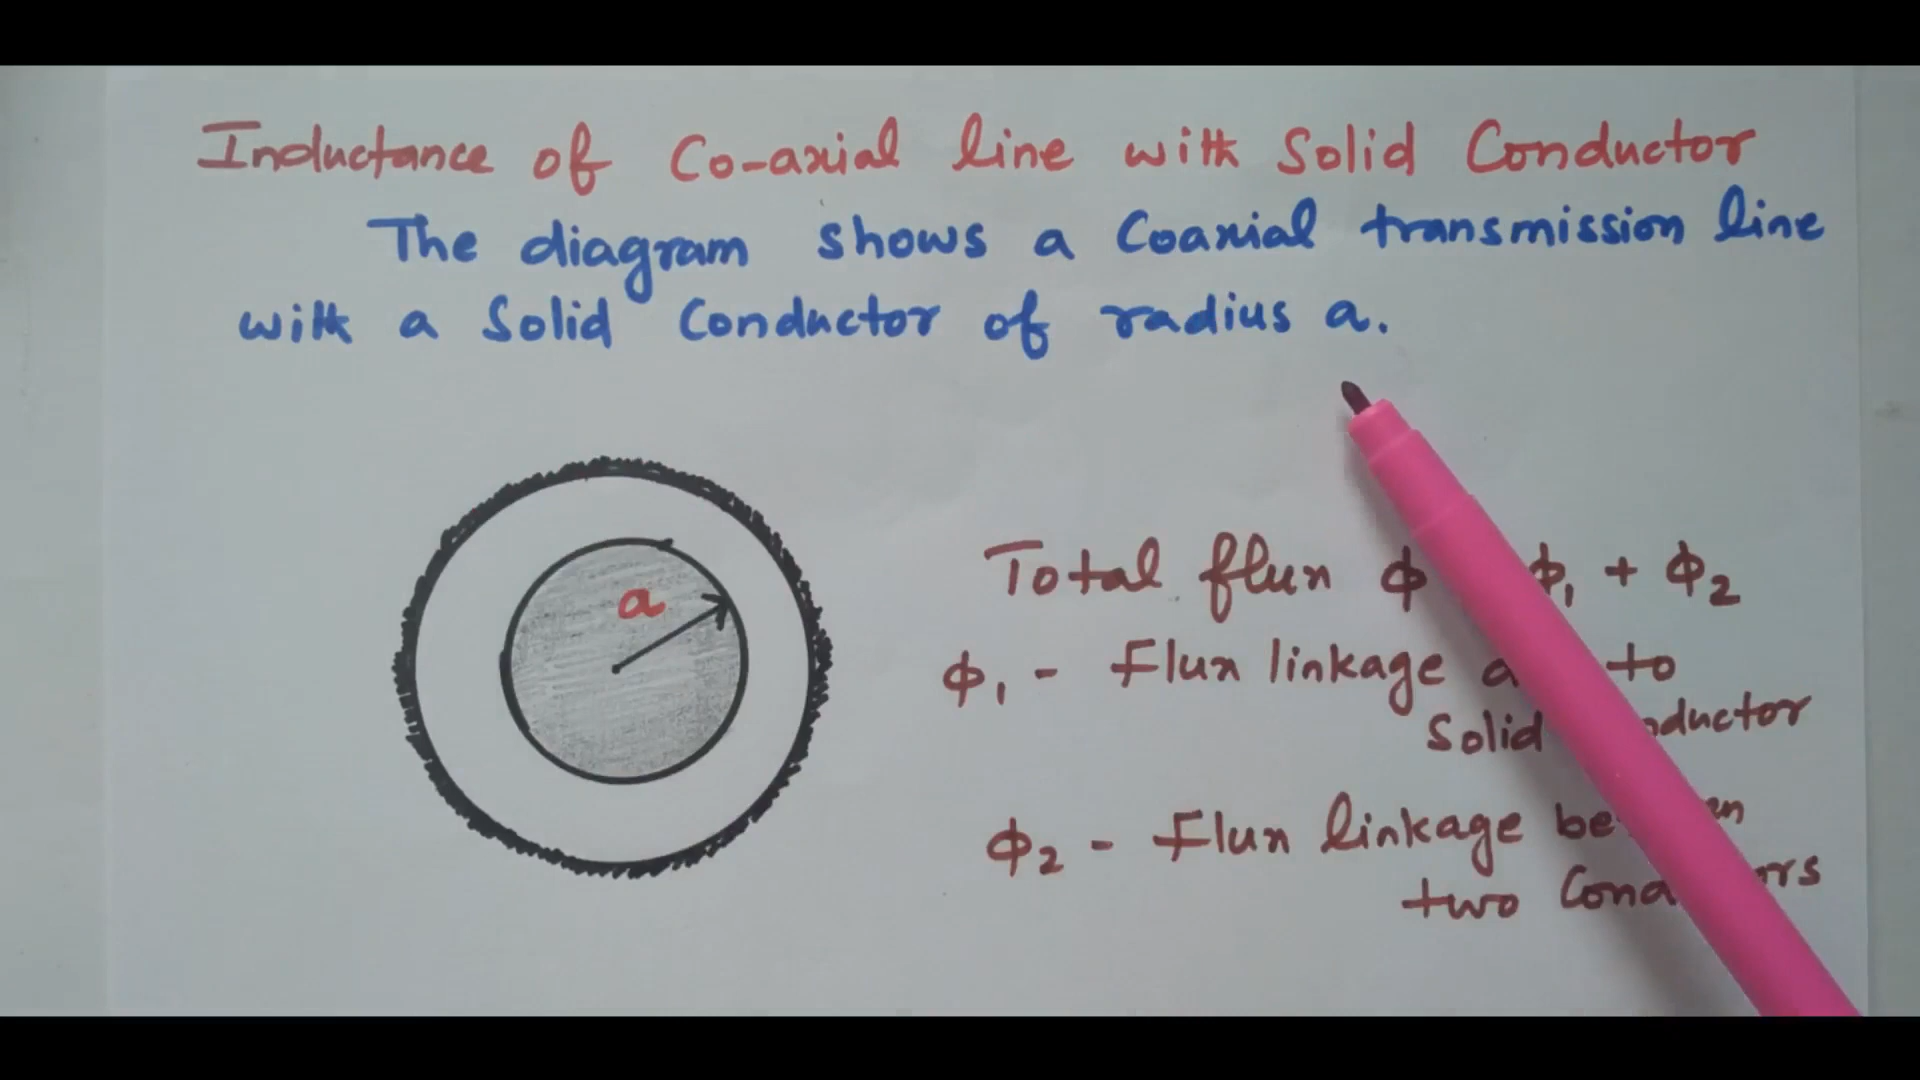 Inductance of Co-axial line with Solid Conductor
The diagram shows a Coaxial transmission line
with a Solid Conductor of radius a.
a
Total flux ϕ ϕ₁ + ϕ₂
ϕ₁ - Flux linkage to
Solid
ϕ₂ - Flux linkage
two